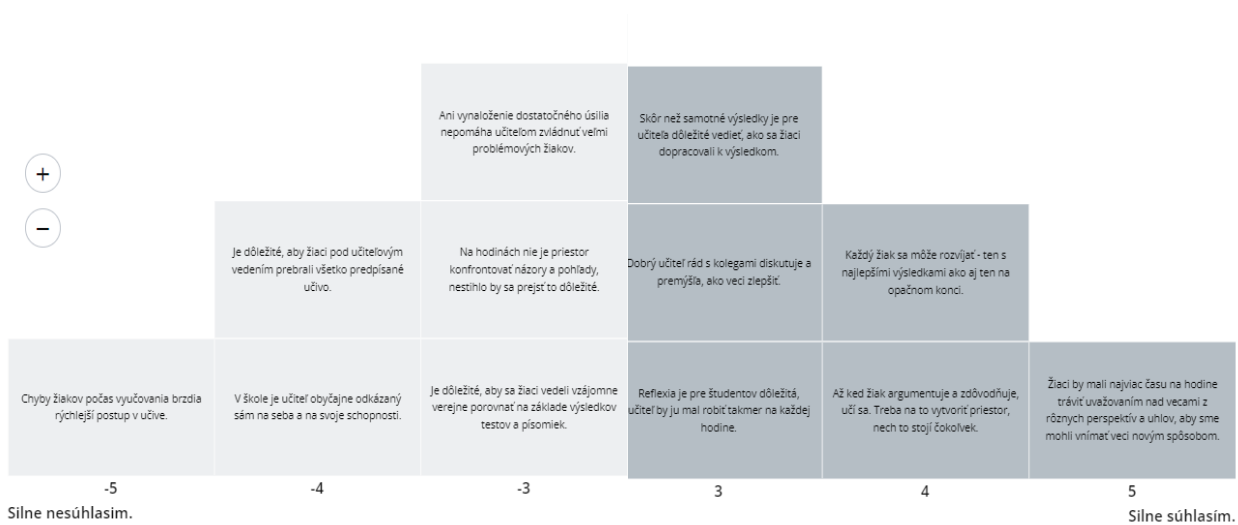 Ani vynaloženie dostatočného úsilia
nepomáha učiteľom zvládnuť veľmi
problémových žiakov.
Skôr než samotné výsledky je pre
učiteľa dôležité vedieť, ako sa žiaci
dopracovali k výsledkom.
+
−
Je dôležité, aby žiaci pod učiteľovým
vedením prebrali všetko predpísané
učivo.
Na hodinách nie je priestor
konfrontovať názory a pohľady,
nestihlo by sa prejsť to dôležité.
Dobrý učiteľ rád s kolegami diskutuje a
premýšľa, ako veci zlepšiť.
Každý žiak sa môže rozvíjať - ten s
najlepšími výsledkami ako aj ten na
opačnom konci.
Chyby žiakov počas vyučovania brzdia
rýchlejší postup v učive.
V škole je učiteľ obyčajne odkázaný
sám na seba a na svoje schopnosti.
Je dôležité, aby sa žiaci vedeli vzájomne
verejne porovnať na základe výsledkov
testov a písomiek.
Reflexia je pre študentov dôležitá,
učiteľ by ju mal robiť takmer na každej
hodine.
Až keď žiak argumentuje a zdôvodňuje,
učí sa. Treba na to vytvoriť priestor,
nech to stojí čokoľvek.
Žiaci by mali najviac času na hodine
tráviť uvažovaním nad vecami z
rôznych perspektív a uhlov, aby sme
mohli vnímať veci novým spôsobom.
-5
-4
-3
3
4
5
Silne nesúhlasim.
Silne súhlasím.